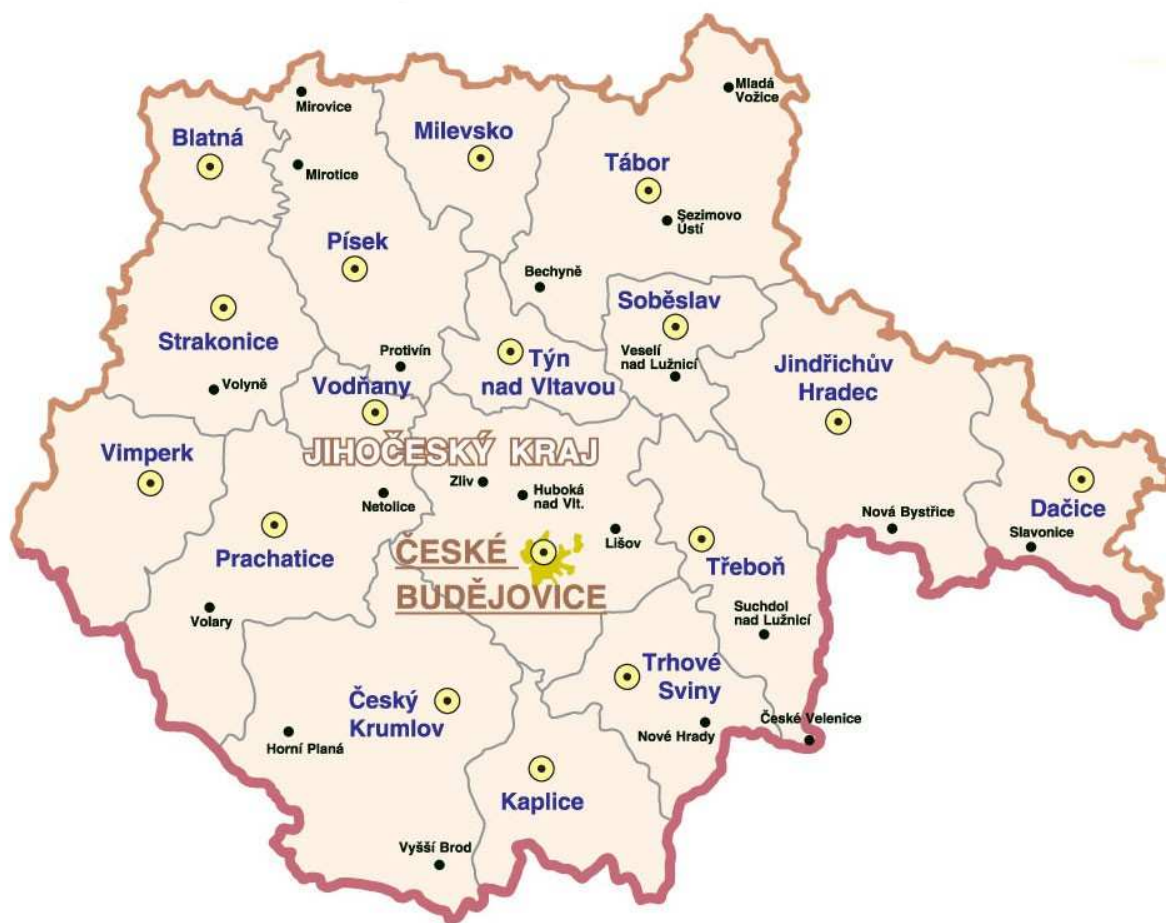 Mladá
Vožice
Mirovice
Blatná
Milevsko
Mirotice
Tábor
Sezimovo
Ústí
Písek
Bechyně
Soběslav
Strakonice
Protivín
Týn
nad Vltavou
Veselí
nad Lužnicí
Jindřichův
Hradec
Volyně
Vodňany
Vimperk
JIHOČESKÝ KRAJ
Zliv
Huboká
nad Vlt.
Netolice
Dačice
Nová Bystřice
Slavonice
Lišov
Prachatice
ČESKÉ
BUDĚJOVICE
Třeboň
Volary
Suchdol
nad Lužnicí
Trhové
Sviny
Český
Krumlov
Horní Planá
Nové Hrady
České Velenice
Kaplice
Vyšší Brod